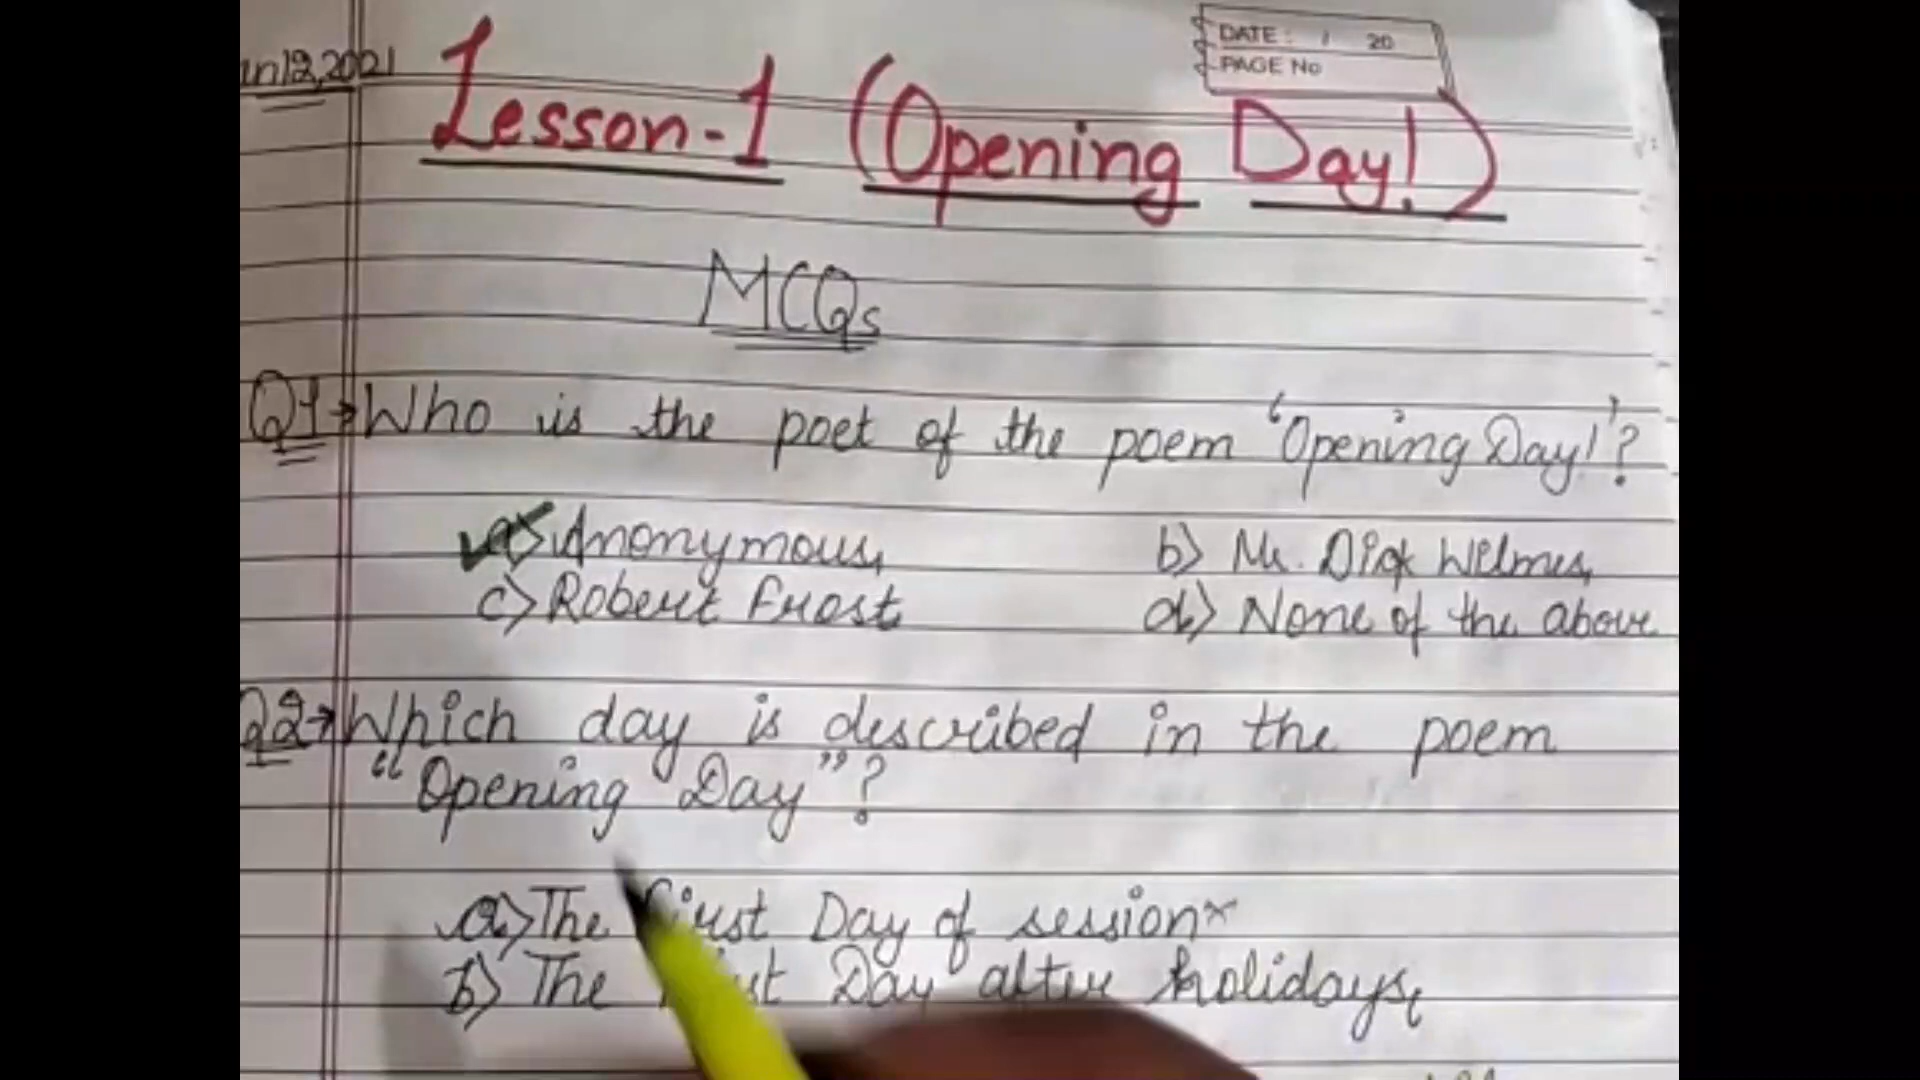 DATE: / 20
PAGE No
n 12, 2021
Lesson-1 (Opening Day!)
MCQs
Q1→ Who is the poet of the poem 'Opening Day!'?
a) Anonymous, b) Mr. Dick Wilmes,
c) Robert Frost d) None of the above
Q2→ Which day is described in the poem
"Opening Day"?
a) The first Day of session
b) The Day after holidays,